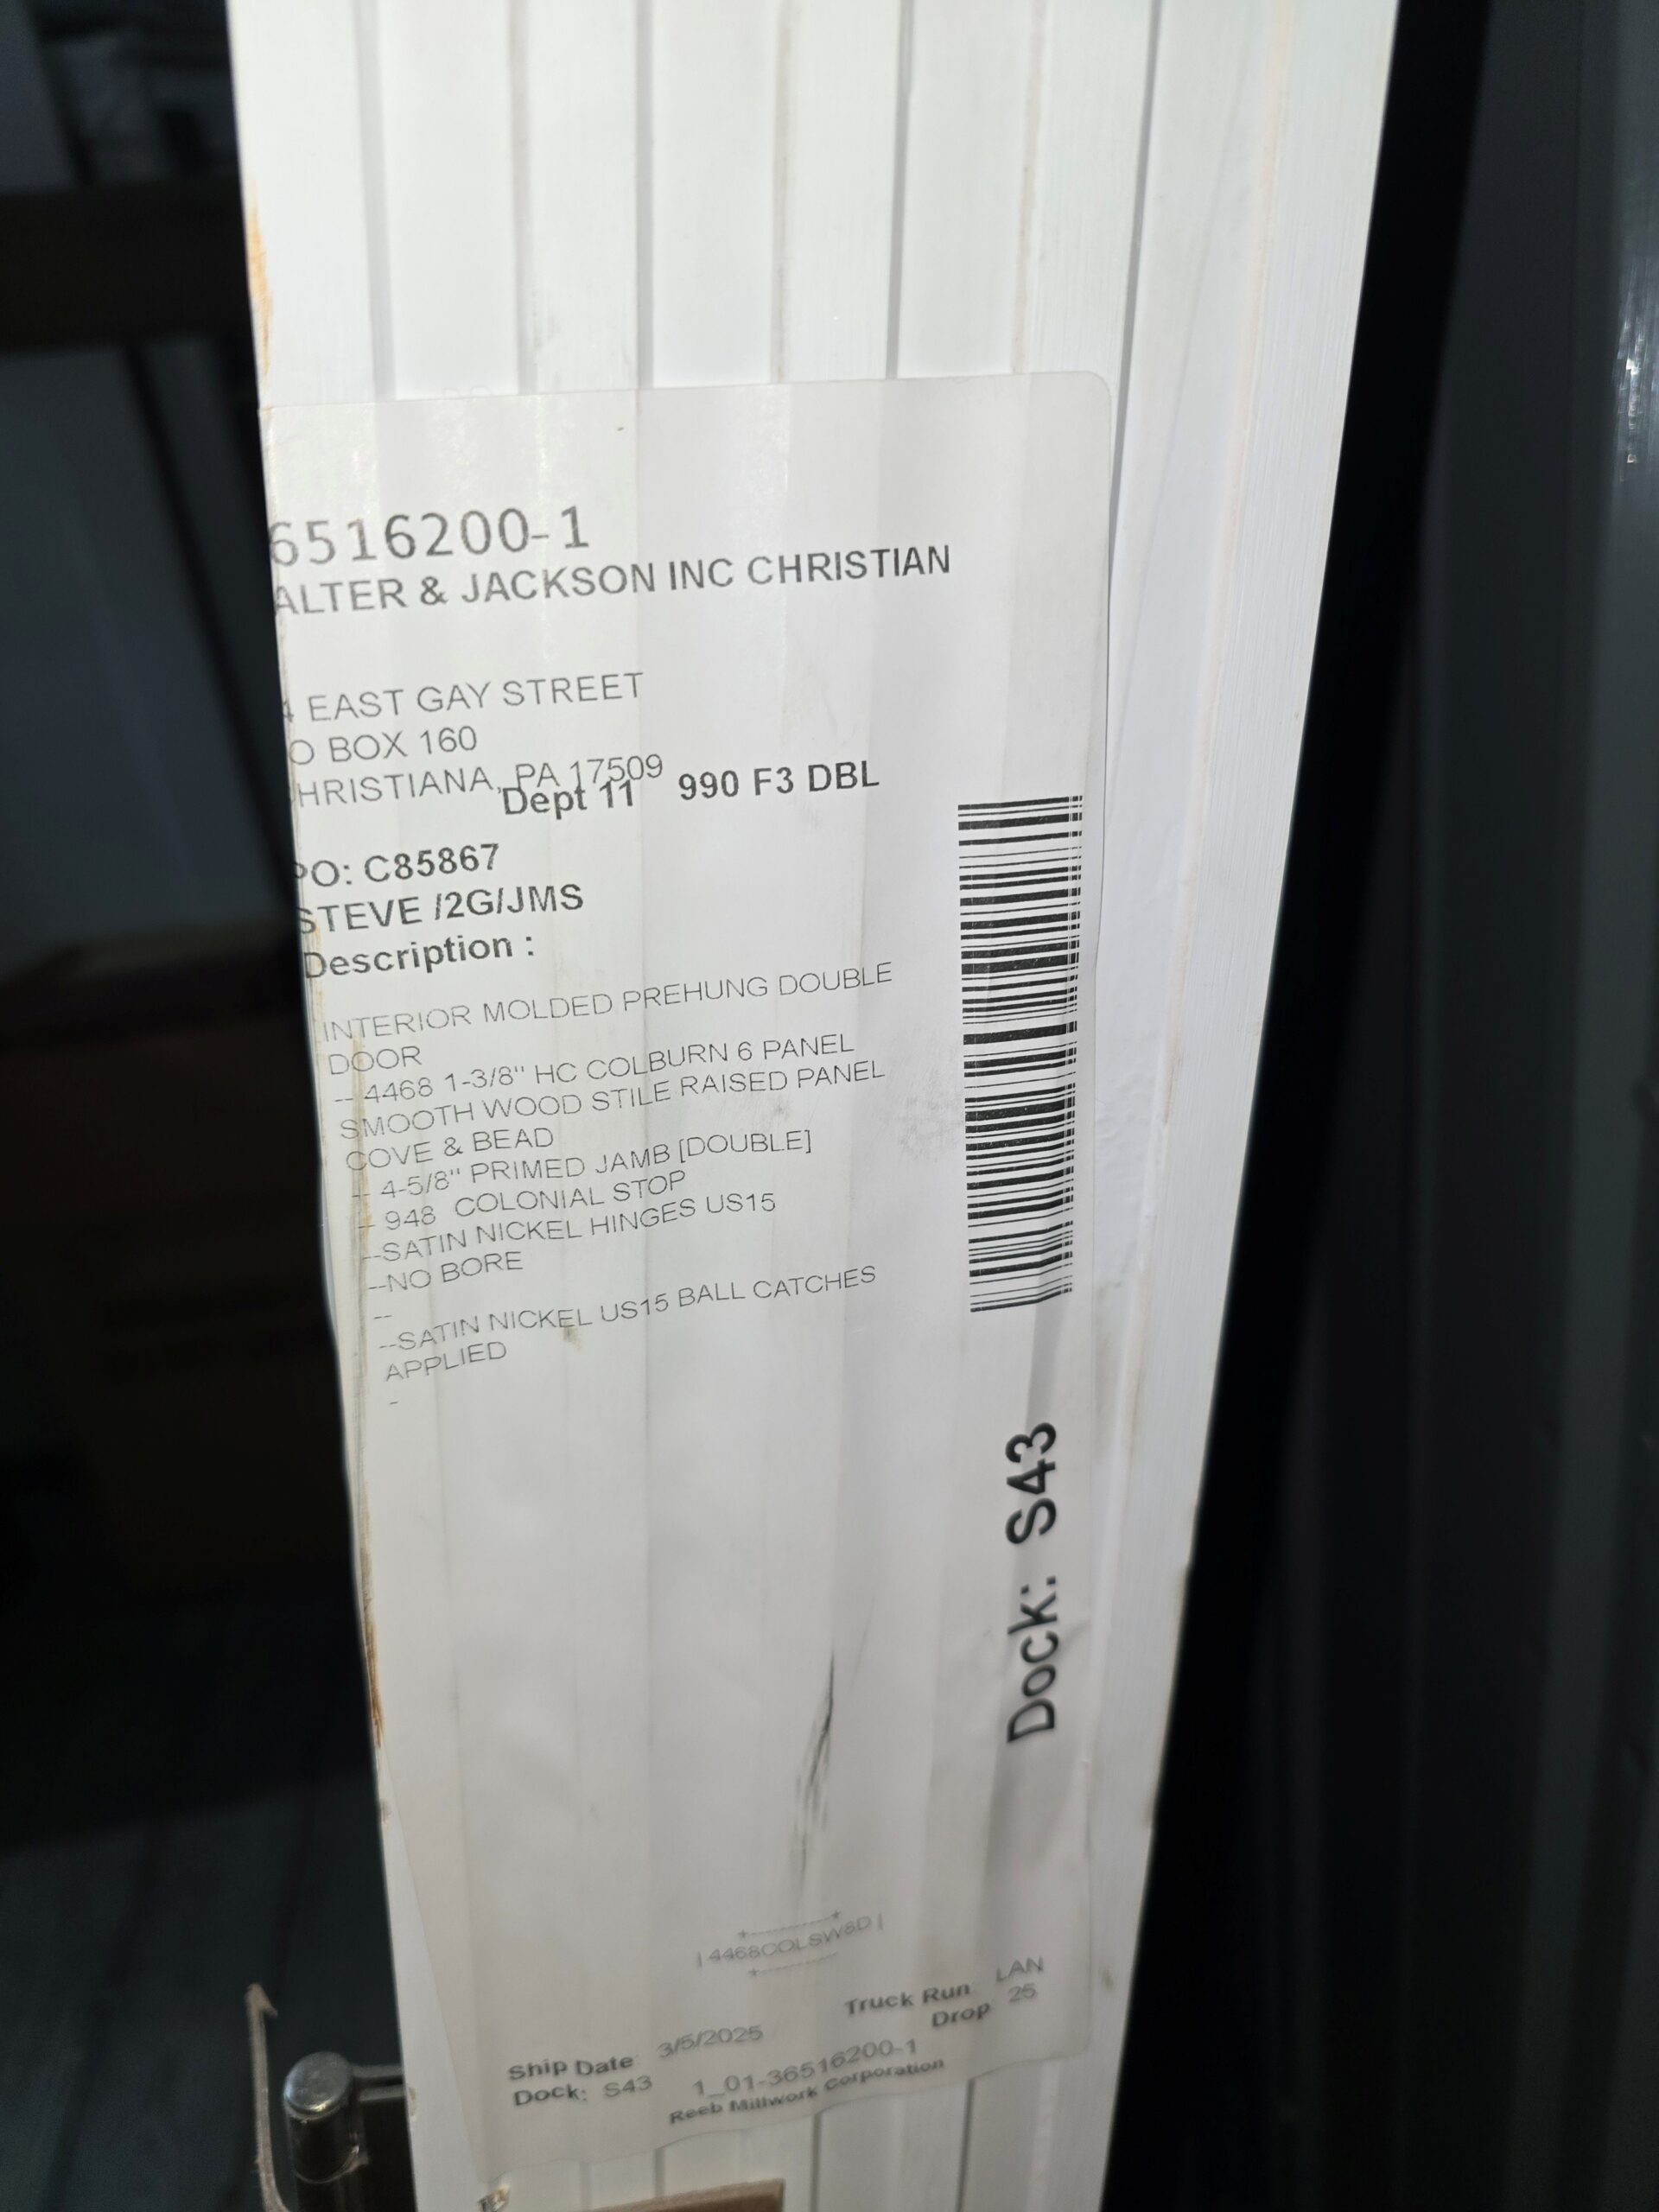 6516200-1
ALTER & JACKSON INC CHRISTIAN
4 EAST GAY STREET
O BOX 160
HRISTIANA, PA 17509
Dept 11 990 F3 DBL
PO: C85867
STEVE /2G/JMS
Description :
INTERIOR MOLDED PREHUNG DOUBLE
DOOR
-- 4468 1-3/8" HC COLBURN 6 PANEL
SMOOTH WOOD STILE RAISED PANEL
COVE & BEAD
-- 4-5/8" PRIMED JAMB [DOUBLE]
- 948 COLONIAL STOP
--SATIN NICKEL HINGES US15
--NO BORE
--
--SATIN NICKEL US15 BALL CATCHES
APPLIED
-
Dock: S43
+----------+
| 4468COLSW8D |
+----------
Truck Run LAN
Drop 25
Ship Date 3/5/2025
Dock: S43 1_01-36516200-1
Reeb Millwork Corporation